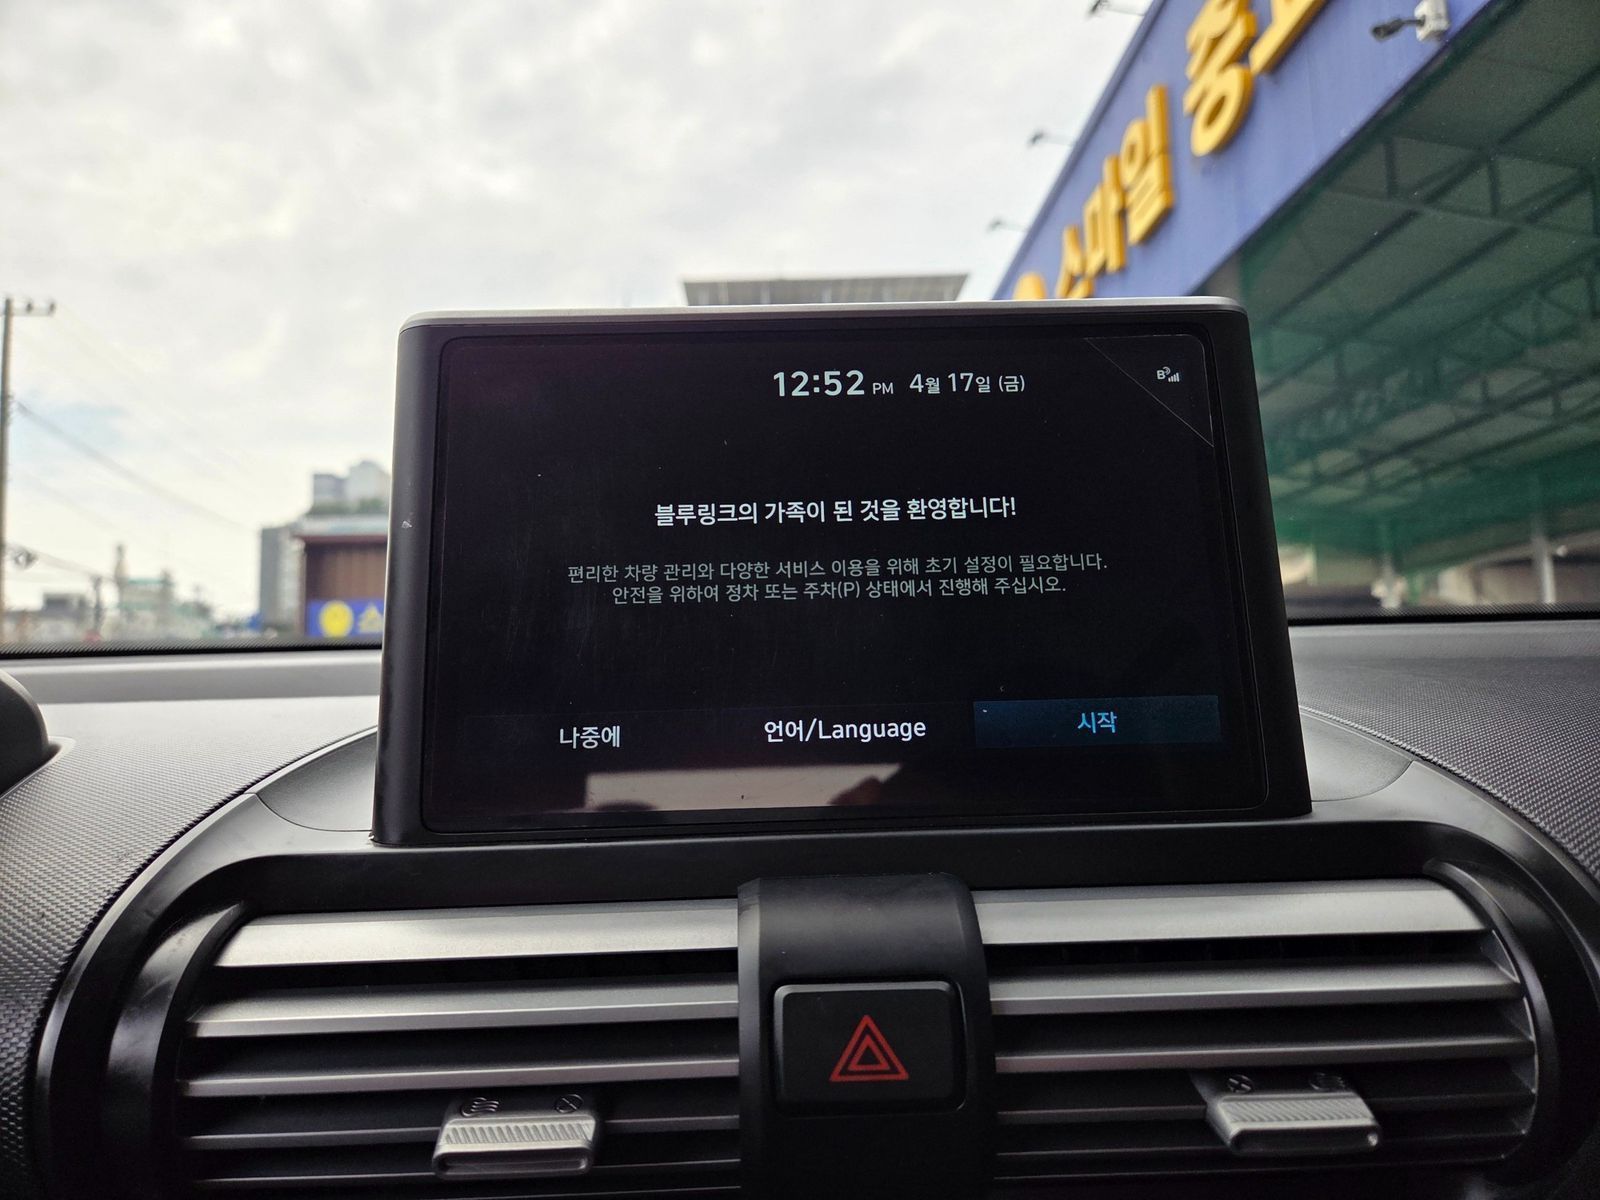 스마일 중고
12:52 PM 4월 17일 (금)
블루링크의 가족이 된 것을 환영합니다!
편리한 차량 관리와 다양한 서비스 이용을 위해 초기 설정이 필요합니다.
안전을 위하여 정차 또는 주차(P) 상태에서 진행해 주십시오.
나중에
언어/Language
시작